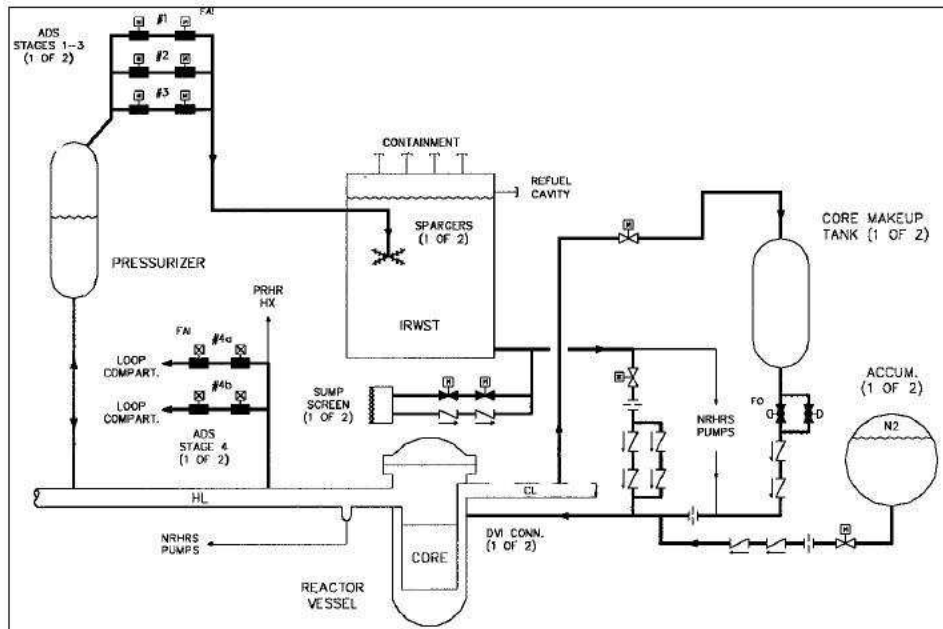 ADS
STAGES 1-3
(1 OF 2)
#1
FAI
#2
#3
CONTAINMENT
REFUEL
CAVITY
SPARGERS
(1 OF 2)
IRWST
PRESSURIZER
CORE MAKEUP
TANK (1 OF 2)
PRHR
HX
FAI
#4a
LOOP
COMPART.
#4b
LOOP
COMPART.
ADS
STAGE 4
(1 OF 2)
SUMP
SCREEN
(1 OF 2)
M
M
M
M
NRHRS
PUMPS
FO
ACCUM.
(1 OF 2)
N2
M
HL
CL
NRHRS
PUMPS
DVI CONN.
(1 OF 2)
CORE
REACTOR
VESSEL